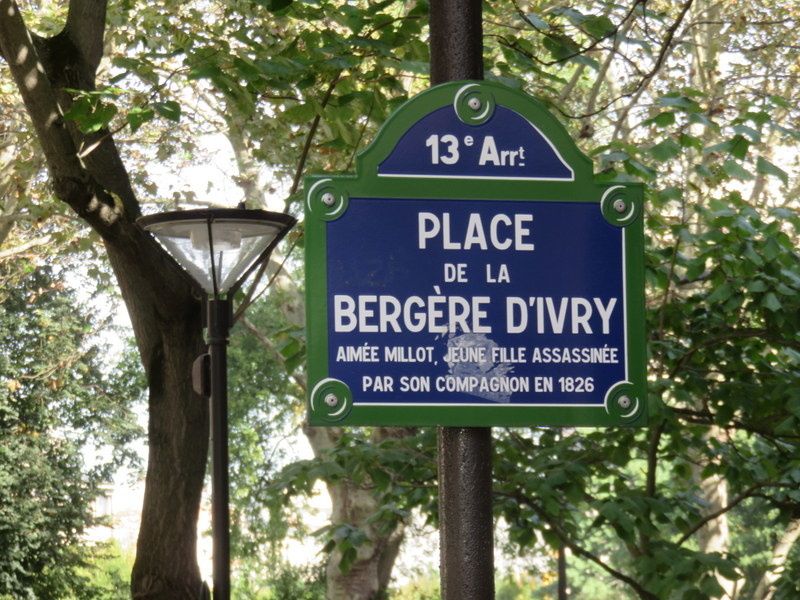 13e Arrt
PLACE
DE LA
BERGÈRE D'IVRY
AIMÉE MILLOT, JEUNE FILLE ASSASSINÉE
PAR SON COMPAGNON EN 1826